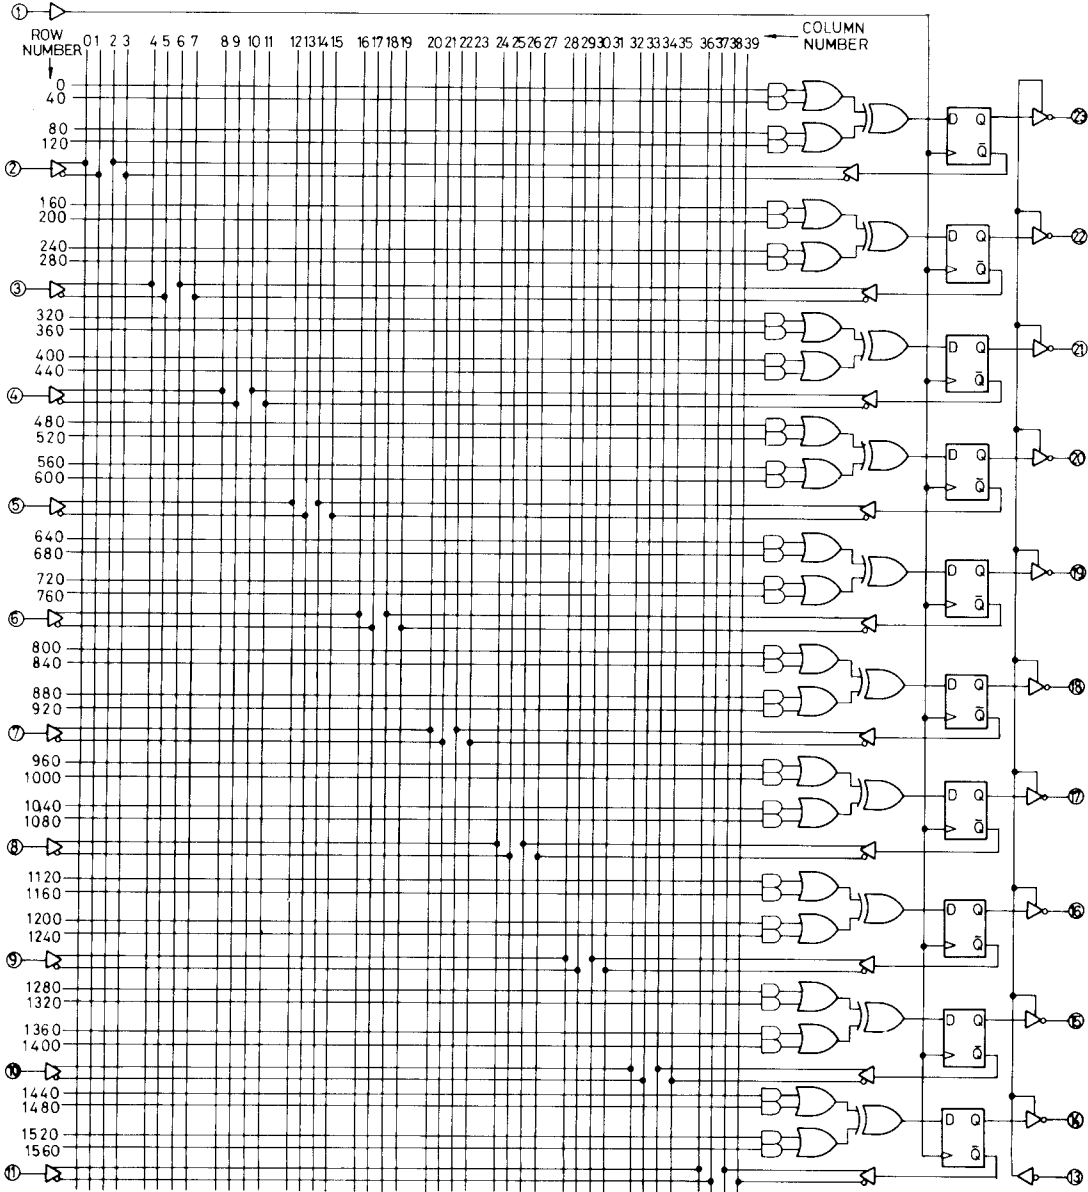 1
ROW NUMBER
0 1 2 3 4 5 6 7 8 9 10 11 12 13 14 15 16 17 18 19 20 21 22 23 24 25 26 27 28 29 30 31 32 33 34 35 36 37 38 39
COLUMN NUMBER
0
40
D Q 23
80
120
Q̅
2
160
200
D Q 22
240
280
Q̅
3
320
360
D Q 21
400
440
Q̅
4
480
520
D Q 20
560
600
Q̅
5
640
680
D Q 19
720
760
Q̅
6
800
840
D Q 18
880
920
Q̅
7
960
1000
D Q 17
1040
1080
Q̅
8
1120
1160
D Q 16
1200
1240
Q̅
9
1280
1320
D Q 15
1360
1400
Q̅
10
1440
1480
D Q 14
1520
1560
Q̅
11 13